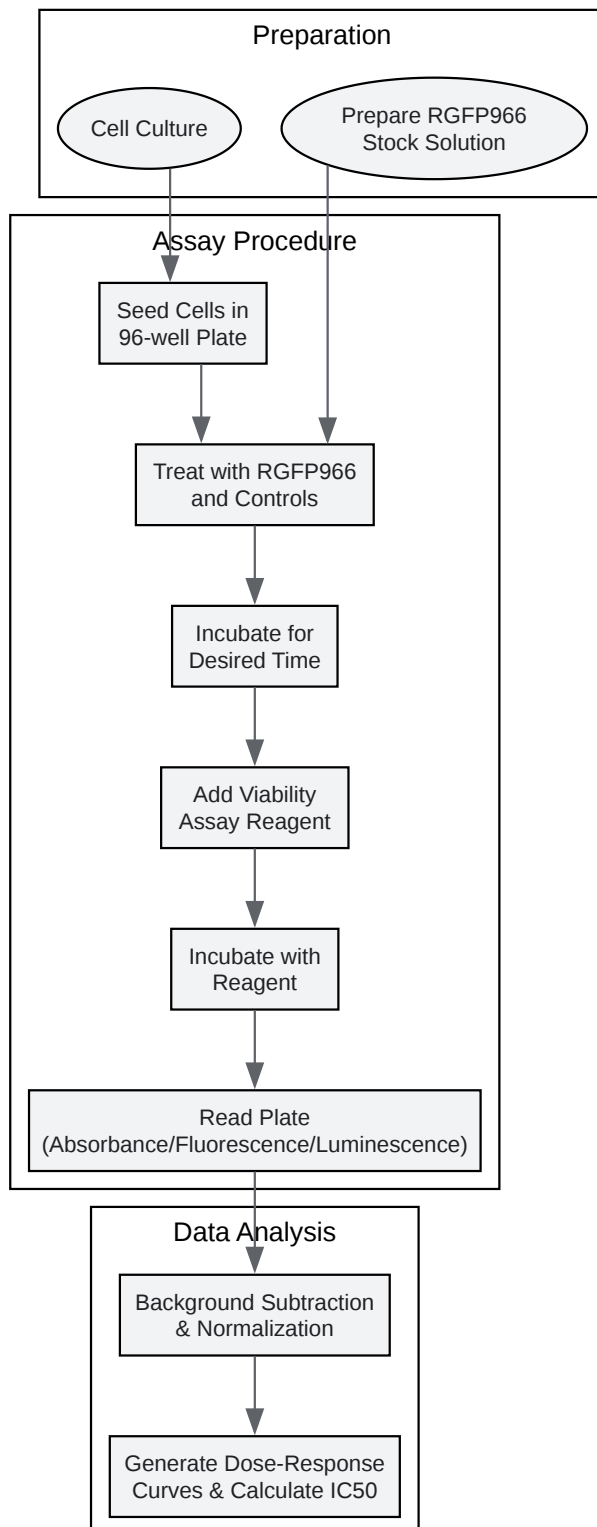 Preparation
Cell Culture
Prepare RGFP966
Stock Solution
Assay Procedure
Seed Cells in
96-well Plate
Treat with RGFP966
and Controls
Incubate for
Desired Time
Add Viability
Assay Reagent
Incubate with
Reagent
Read Plate
(Absorbance/Fluorescence/Luminescence)
Data Analysis
Background Subtraction
& Normalization
Generate Dose-Response
Curves & Calculate IC50